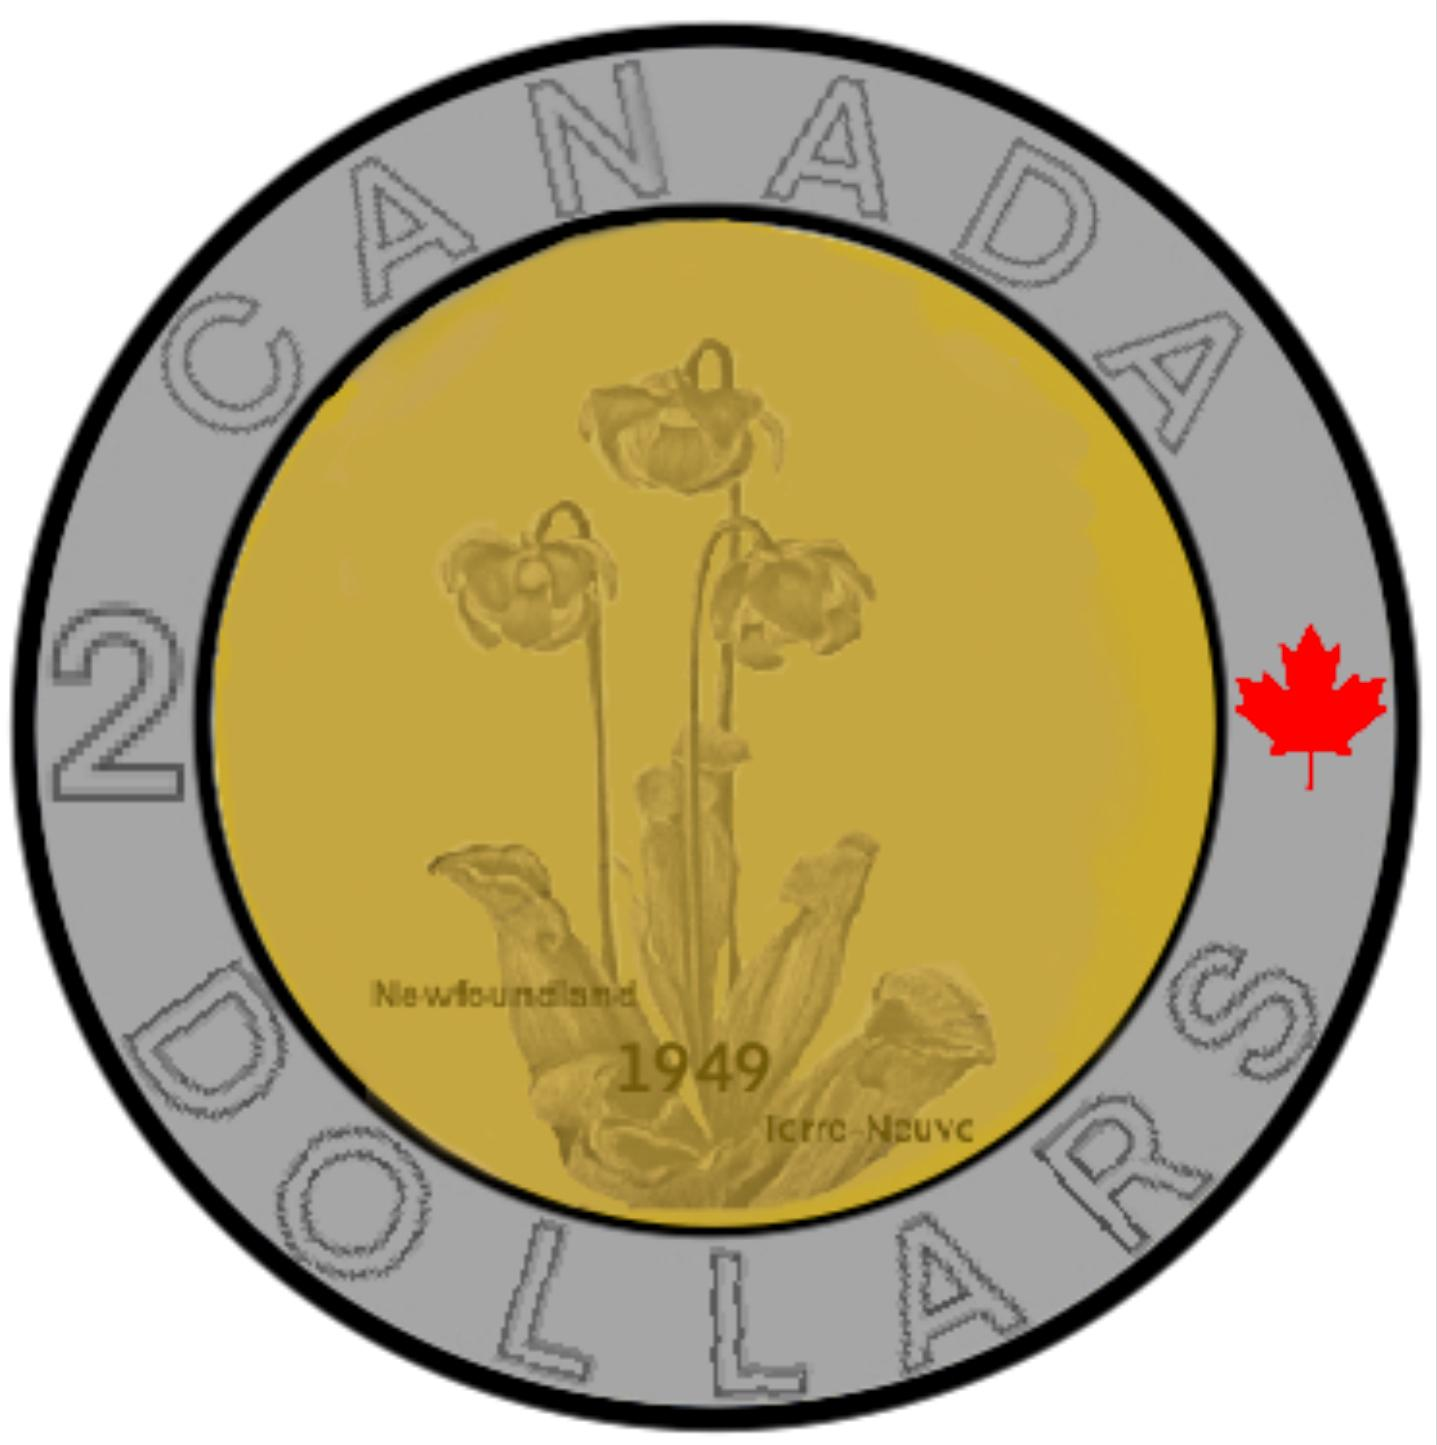 CANADA
2
Newfoundland
1949
Terre-Neuve
DOLLARS